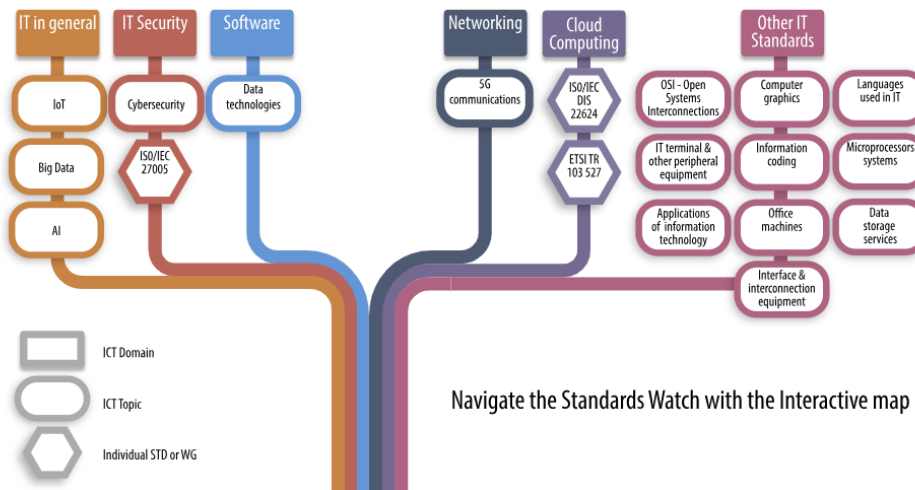 IT in general
IT Security
Software
Networking
Cloud
Computing
Other IT
Standards
IoT
Cybersecurity
Data
technologies
5G
communications
IS0/IEC
DIS
22624
OSI - Open
Systems
Interconnections
Computer
graphics
Languages
used in IT
Big Data
IS0/IEC
27005
ETSI TR
103 527
IT terminal &
other peripheral
equipment
Information
coding
Microprocessors
systems
AI
Applications
of information
technology
Office
machines
Data
storage
services
Interface &
interconnection
equipment
ICT Domain
ICT Topic
Individual STD or WG
Navigate the Standards Watch with the Interactive map